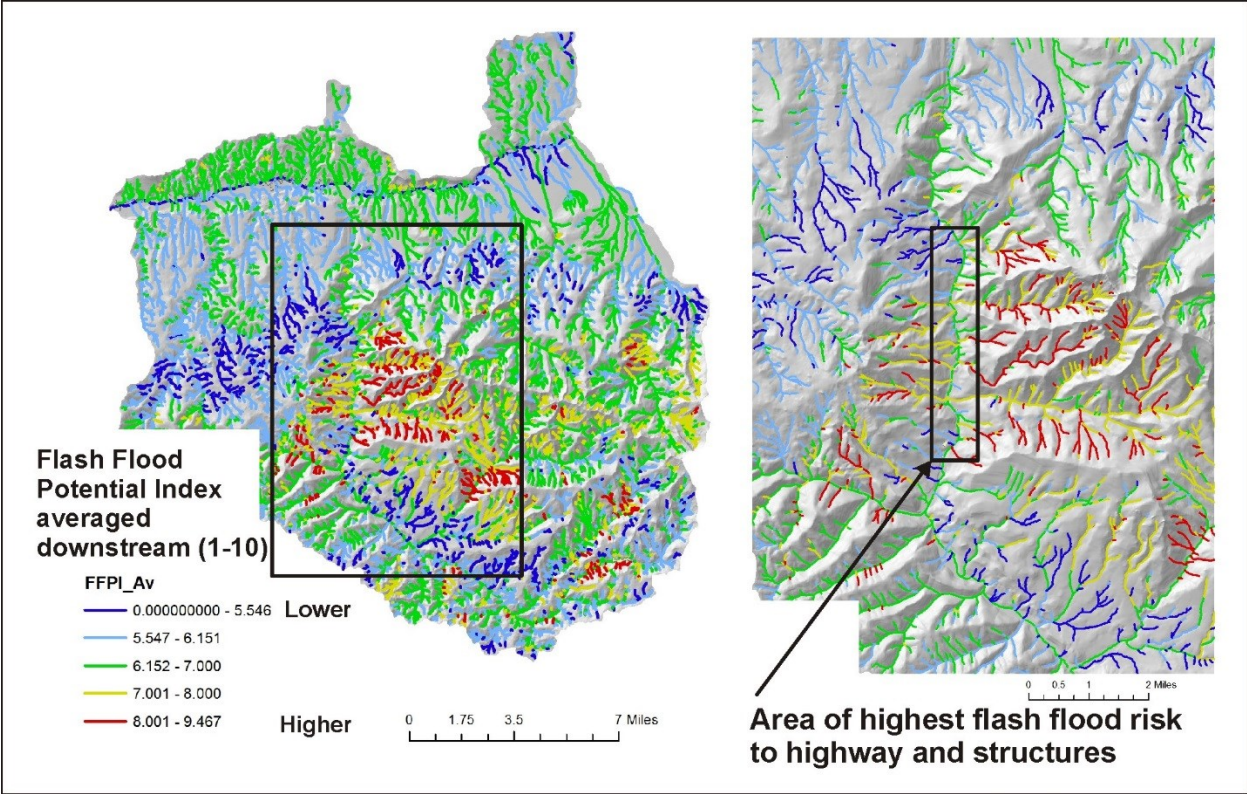 Flash Flood
Potential Index
averaged
downstream (1-10)
FFPI_Av
0.000000000 - 5.546 Lower
5.547 - 6.151
6.152 - 7.000
7.001 - 8.000
8.001 - 9.467
Higher
0 1.75 3.5 7 Miles
0 0.5 1 2 Miles
Area of highest flash flood risk
to highway and structures